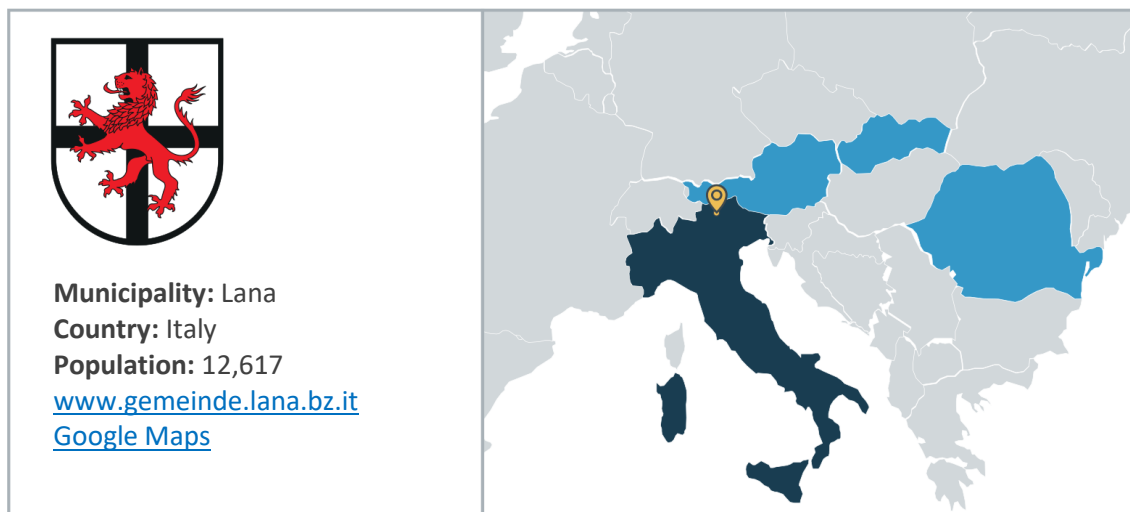 Municipality: Lana
Country: Italy
Population: 12,617
www.gemeinde.lana.bz.it
Google Maps